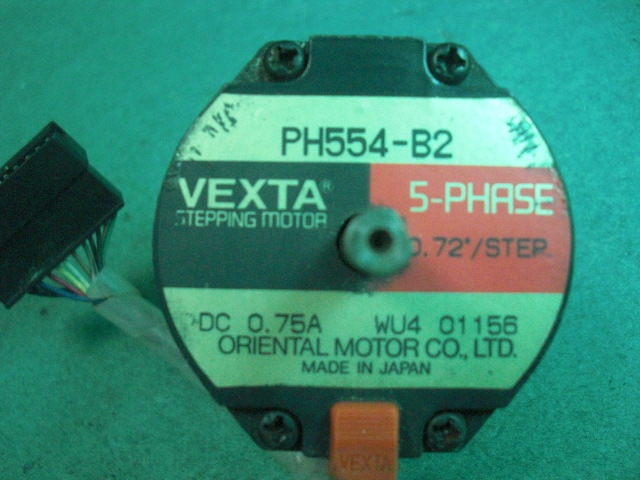 PH554-B2
VEXTA® 5-PHASE
STEPPING MOTOR 0.72°/STEP
DC 0.75A WU4 01156
ORIENTAL MOTOR CO., LTD.
MADE IN JAPAN
VEXTA